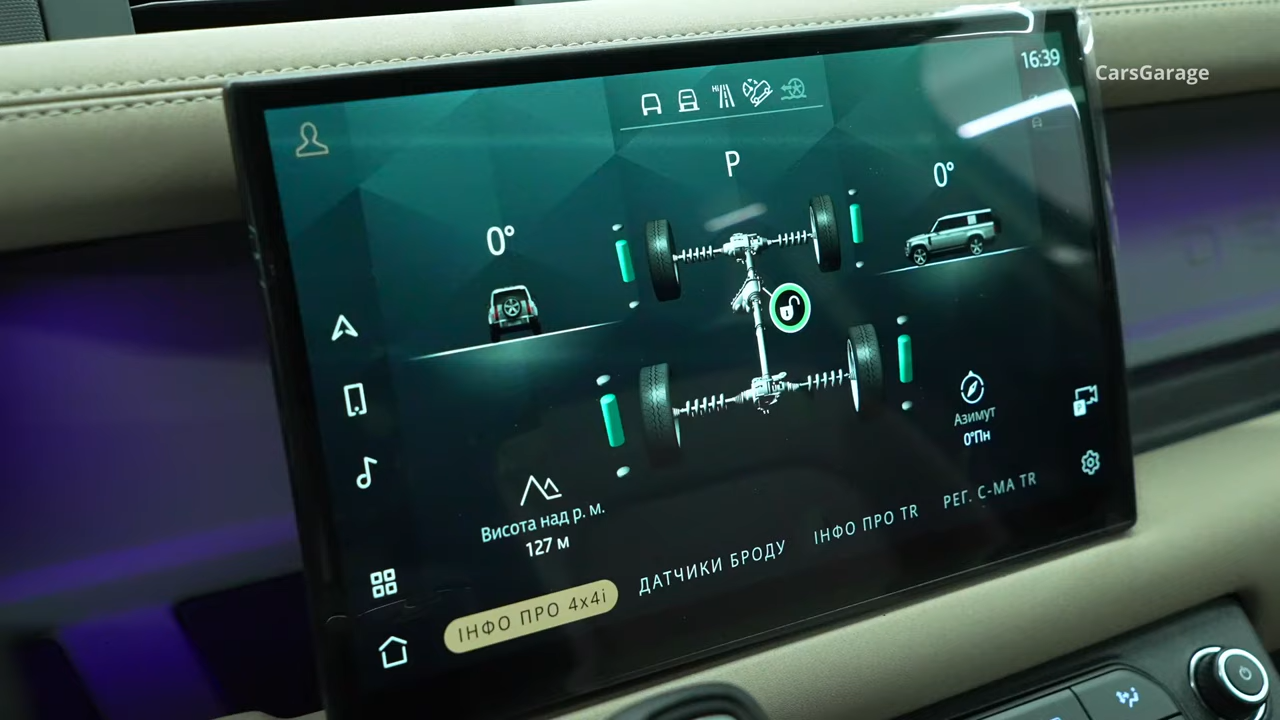 16:39
CarsGarage
P
0°
0°
Азимут
0°Пн
Висота над р. м.
127 м
ІНФО ПРО 4x4i
ДАТЧИКИ БРОДУ
ІНФО ПРО TR
РЕГ. С-МА TR